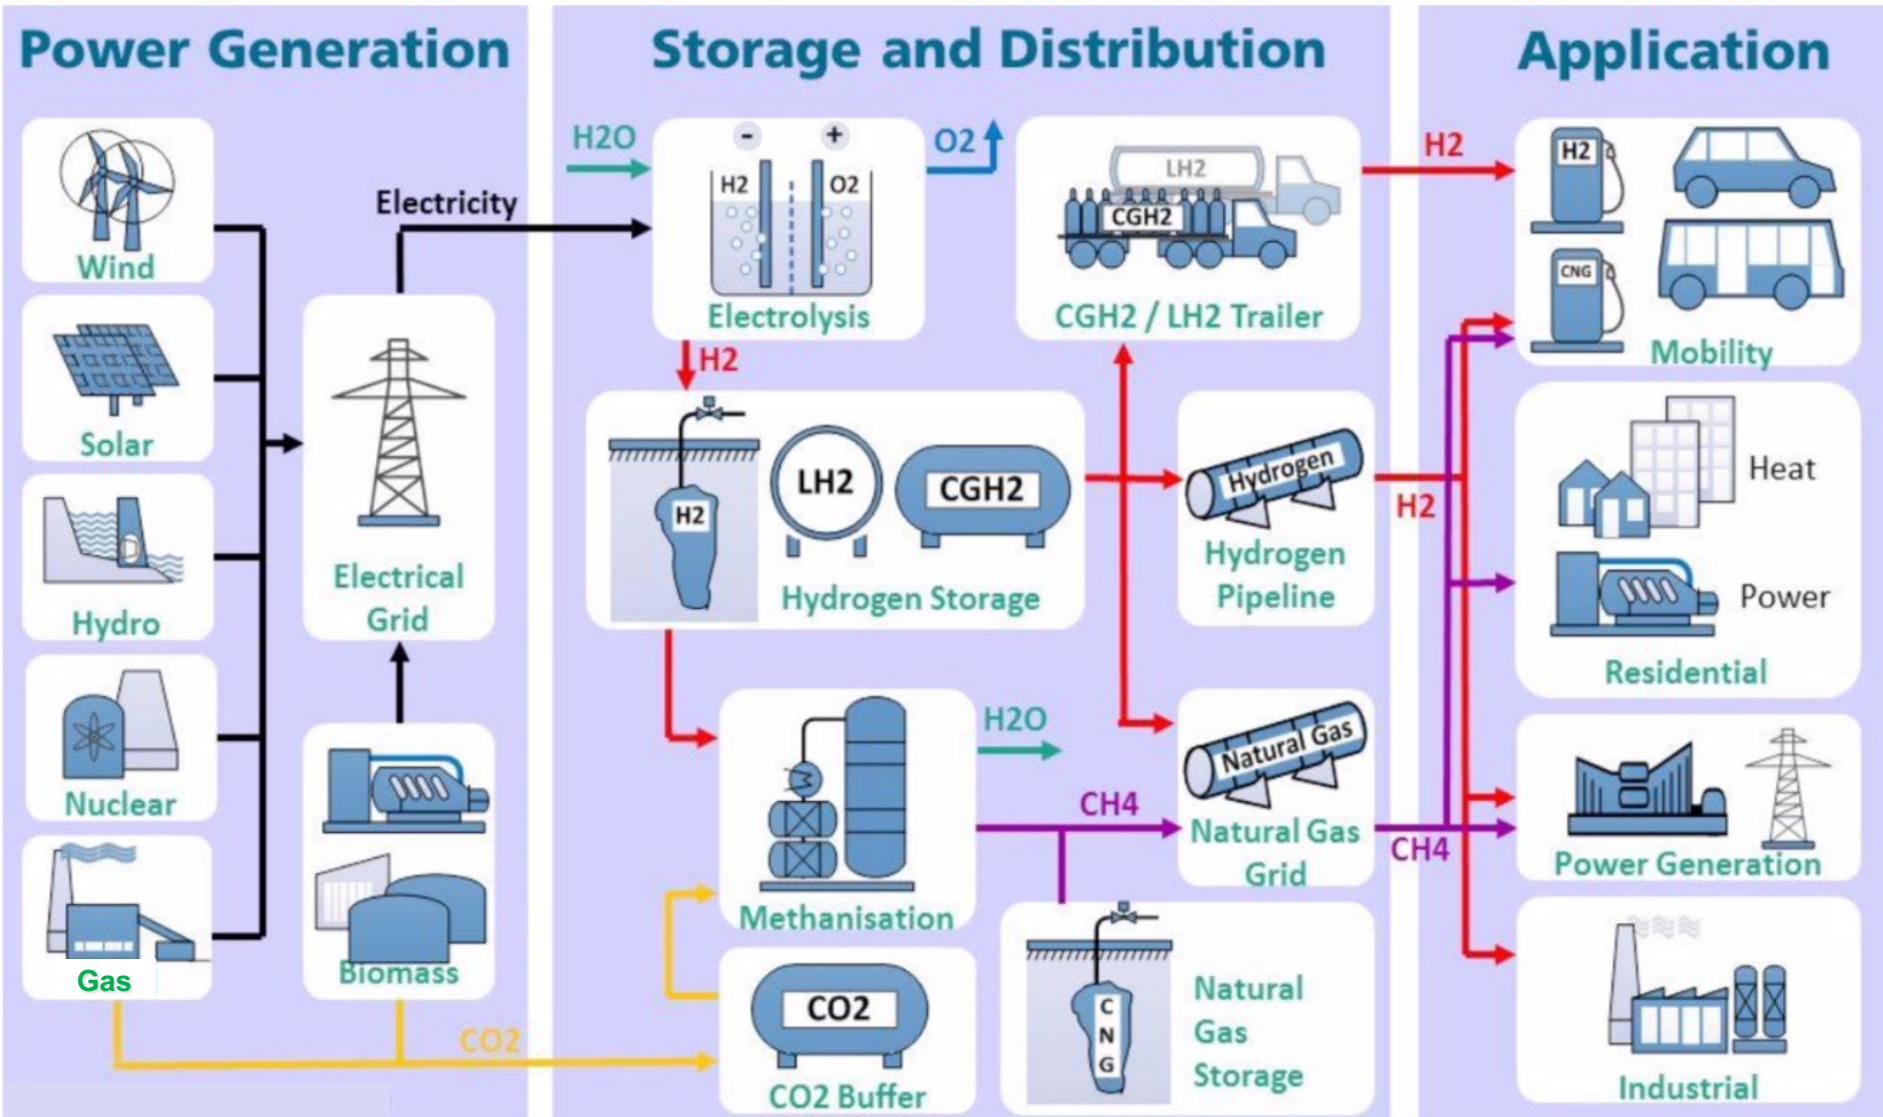 Power Generation
Storage and Distribution
Application
Wind
Solar
Hydro
Nuclear
Gas
Electricity
Electrical
Grid
Biomass
CO2
H2O
-
+
H2
O2
Electrolysis
O2
LH2
CGH2
CGH2 / LH2 Trailer
H2
H2
LH2
CGH2
Hydrogen Storage
Hydrogen
Hydrogen
Pipeline
H2O
Methanisation
CH4
Natural Gas
Natural Gas
Grid
CO2
CO2 Buffer
C
N
G
Natural
Gas
Storage
H2
H2
CH4
H2
CNG
Mobility
Heat
Power
Residential
Power Generation
Industrial